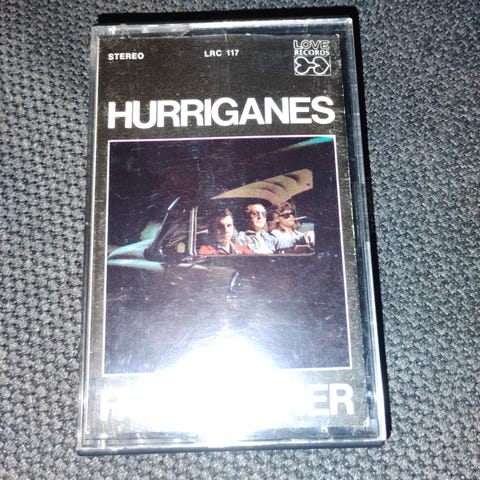 STEREO LRC 117 LOVE
RECORDS
HURRIGANES